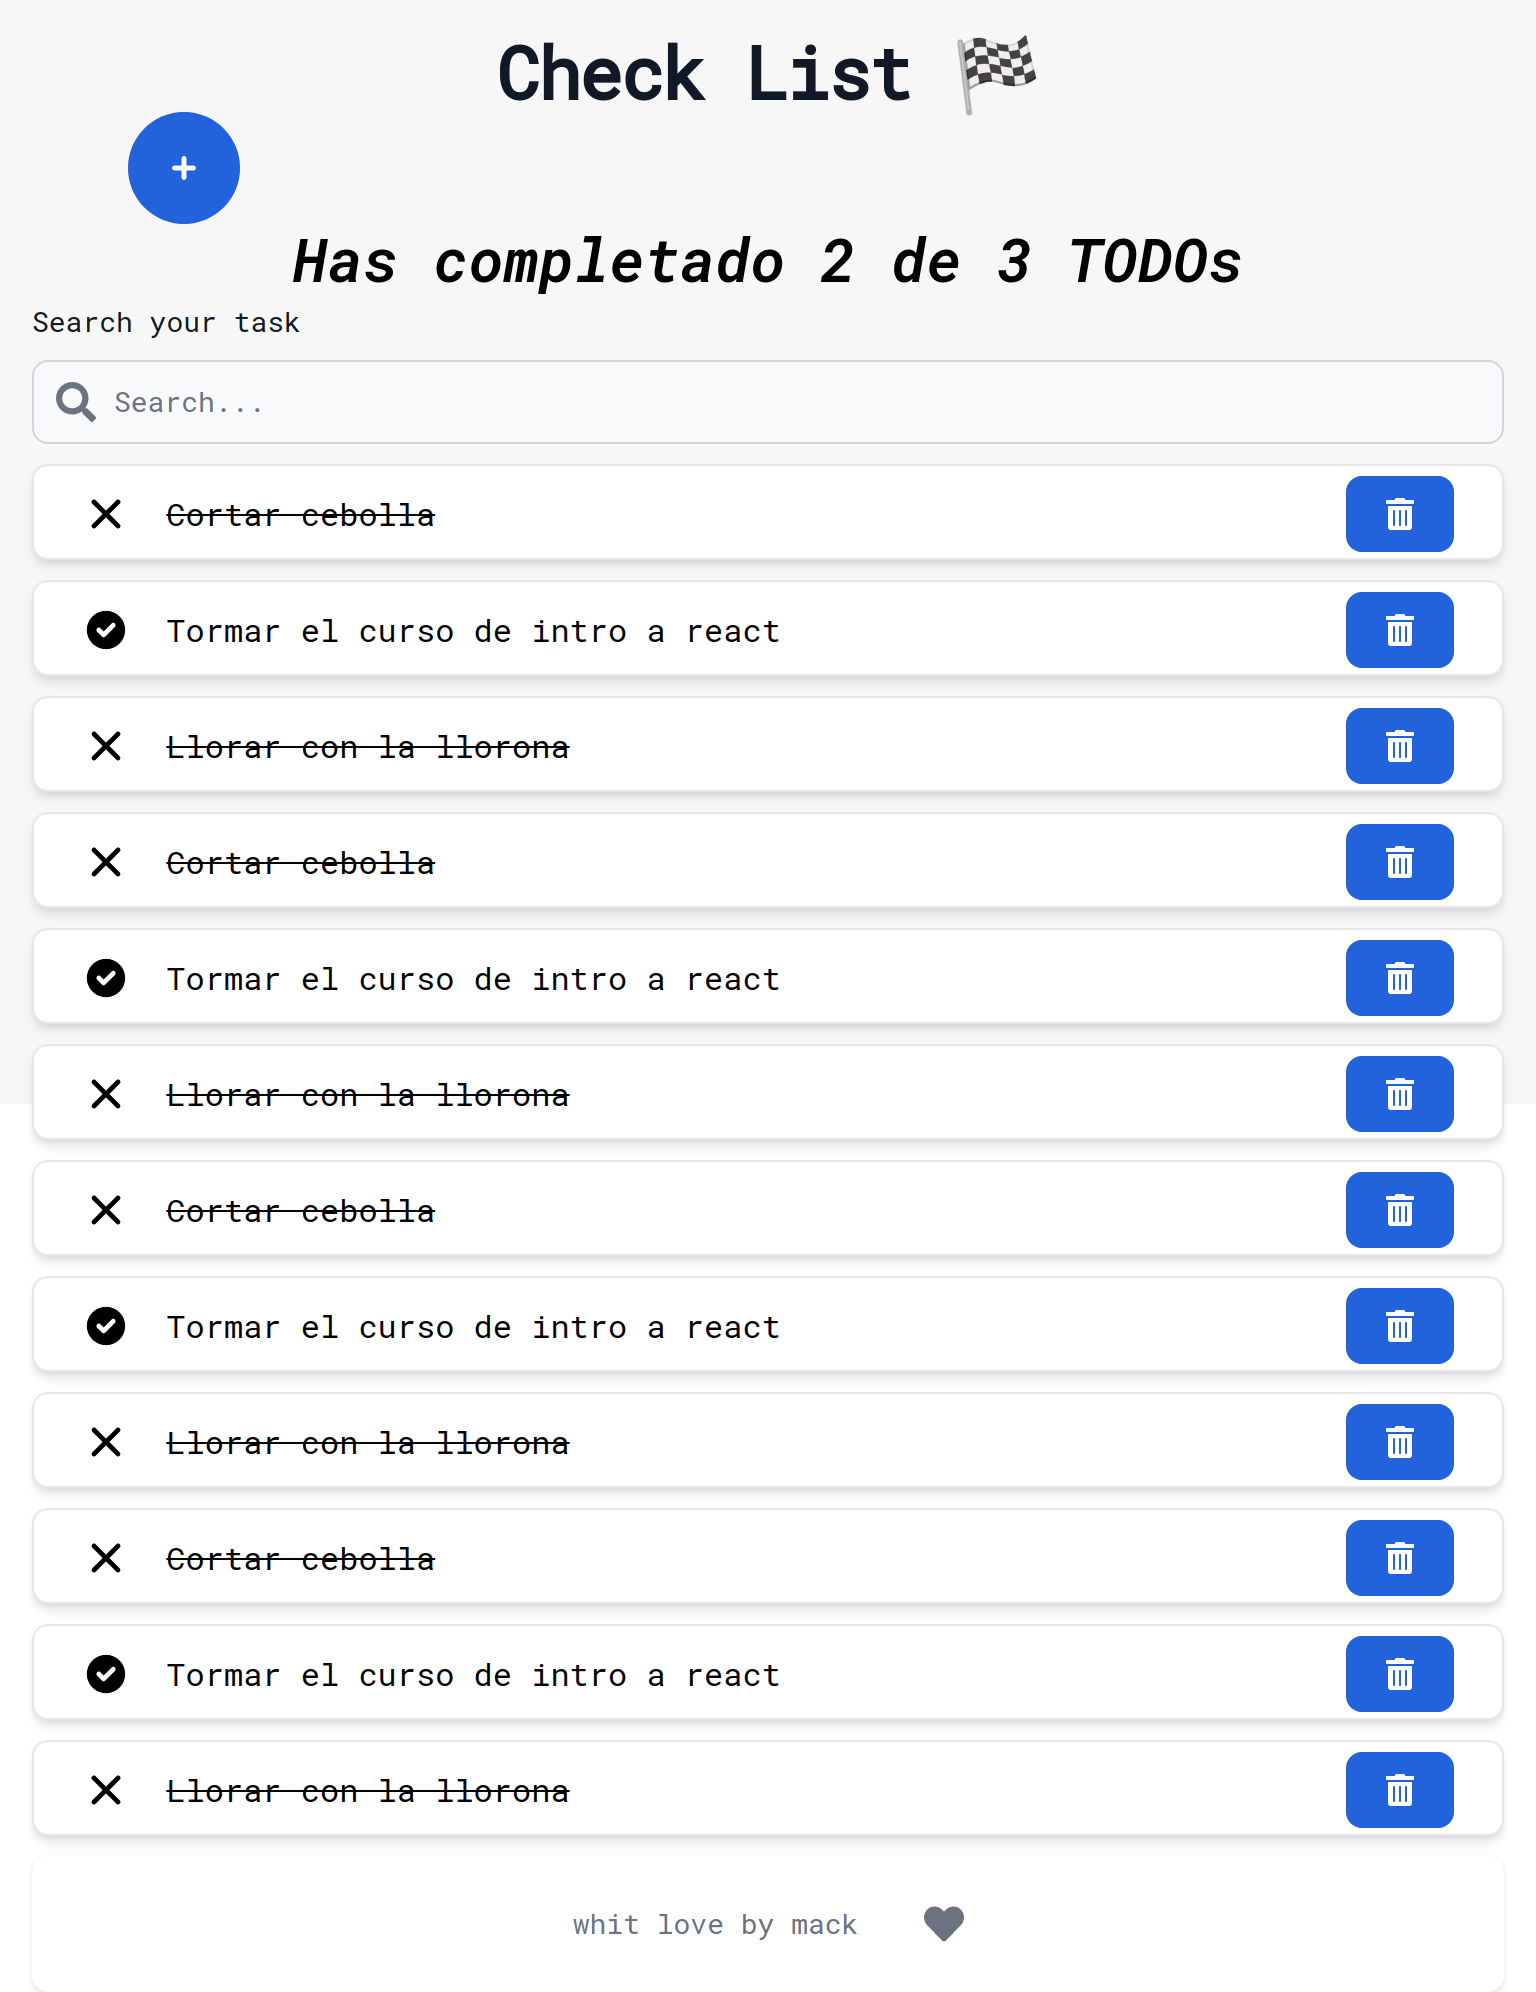 Check List 🏁
Has completado 2 de 3 TODOs
Search your task
Search...
Cortar cebolla
Tormar el curso de intro a react
Llorar con la llorona
Cortar cebolla
Tormar el curso de intro a react
Llorar con la llorona
Cortar cebolla
Tormar el curso de intro a react
Llorar con la llorona
Cortar cebolla
Tormar el curso de intro a react
Llorar con la llorona
whit love by mack